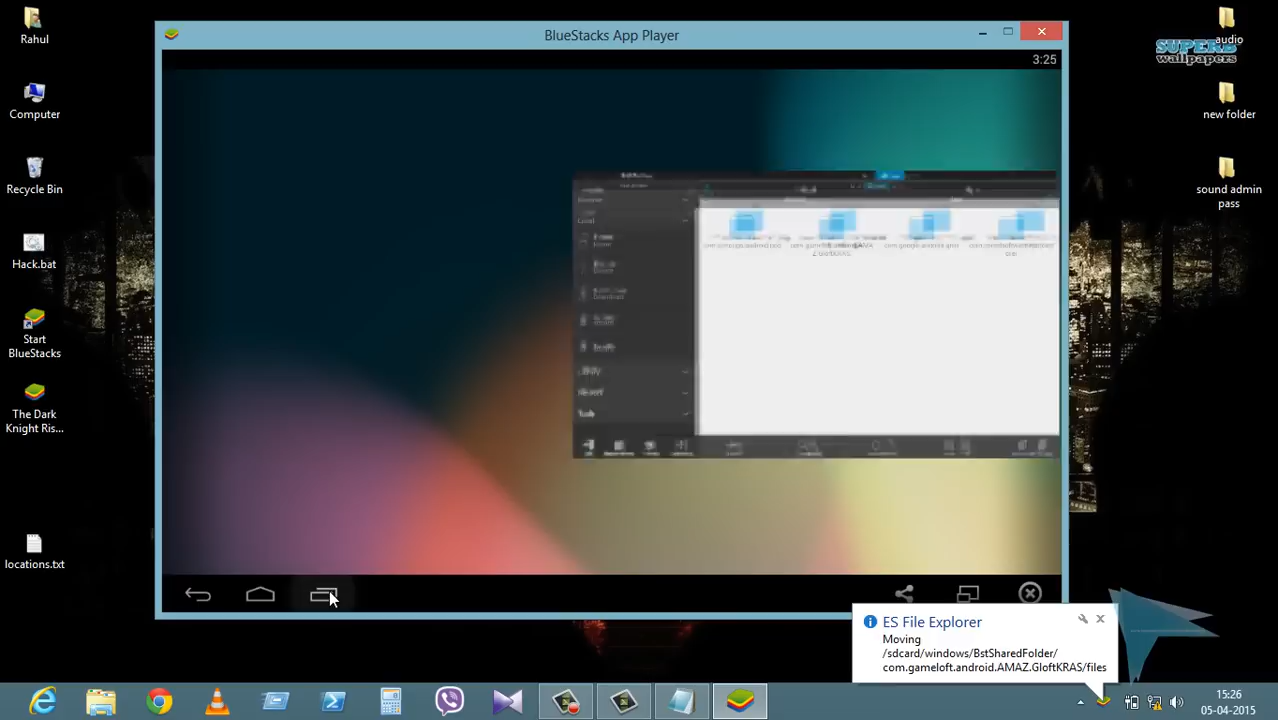 Rahul
Computer
Recycle Bin
Hack.bat
Start
BlueStacks
The Dark
Knight Ris...
locations.txt
BlueStacks App Player
3:25
audio
SUPERB
wallpapers
new folder
sound admin
pass
ES File Explorer
Moving
/sdcard/windows/BstSharedFolder/
com.gameloft.android.AMAZ.GloftKRAS/files
15:26
05-04-2015